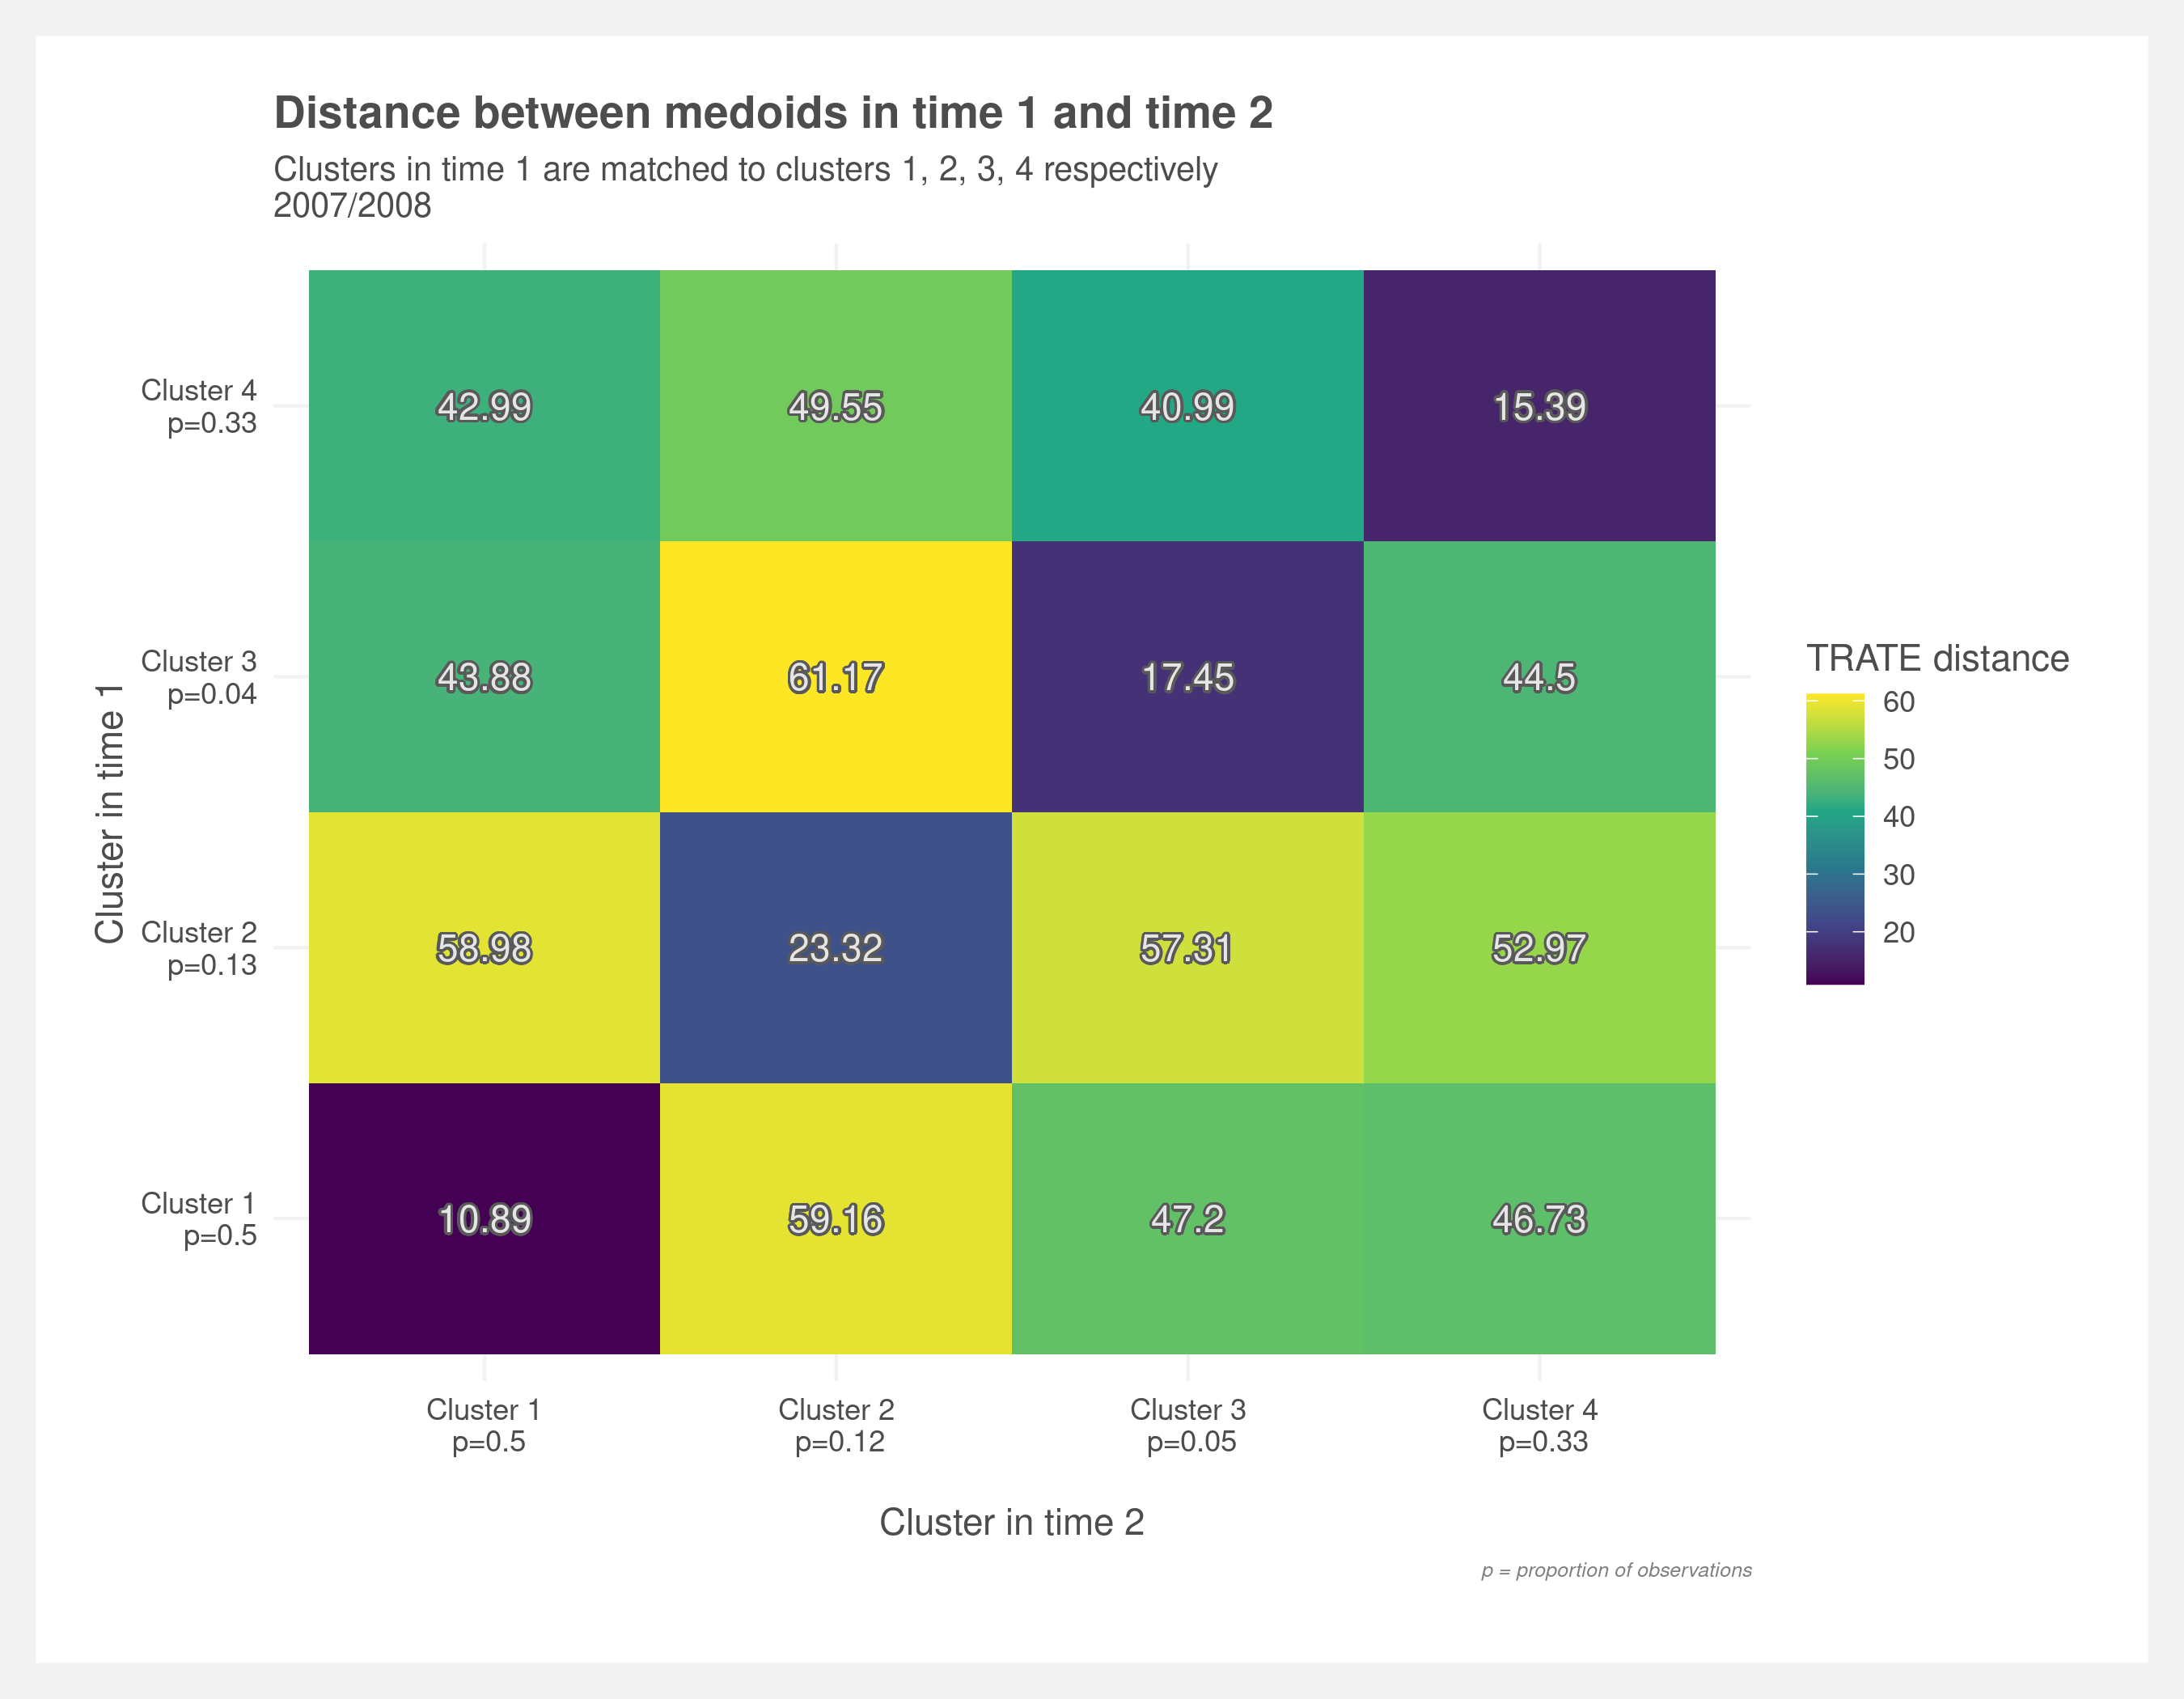 Distance between medoids in time 1 and time 2
Clusters in time 1 are matched to clusters 1, 2, 3, 4 respectively
2007/2008
Cluster in time 1
Cluster 4
p=0.33
42.99 49.55 40.99 15.39
Cluster 3
p=0.04
43.88 61.17 17.45 44.5
Cluster 2
p=0.13
58.98 23.32 57.31 52.97
Cluster 1
p=0.5
10.89 59.16 47.2 46.73
Cluster 1 Cluster 2 Cluster 3 Cluster 4
p=0.5 p=0.12 p=0.05 p=0.33
Cluster in time 2
TRATE distance
60
50
40
30
20
p = proportion of observations